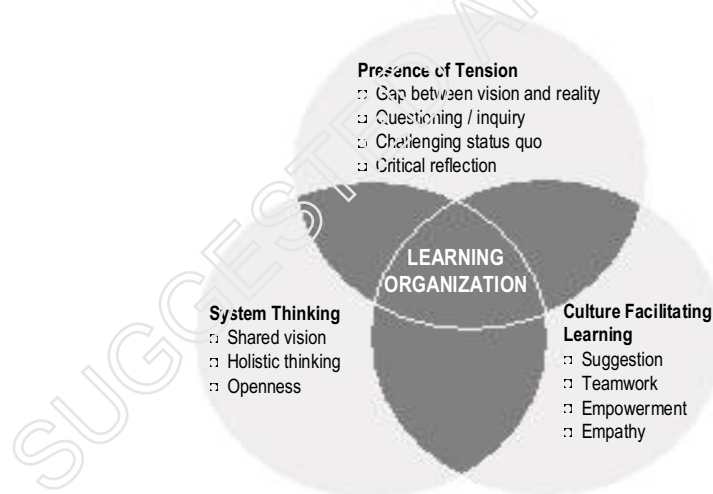 Presence of Tension
Gap between vision and reality
Questioning / inquiry
Challenging status quo
Critical reflection
LEARNING
ORGANIZATION
System Thinking
Shared vision
Holistic thinking
Openness
Culture Facilitating
Learning
Suggestion
Teamwork
Empowerment
Empathy
SUGGESTED